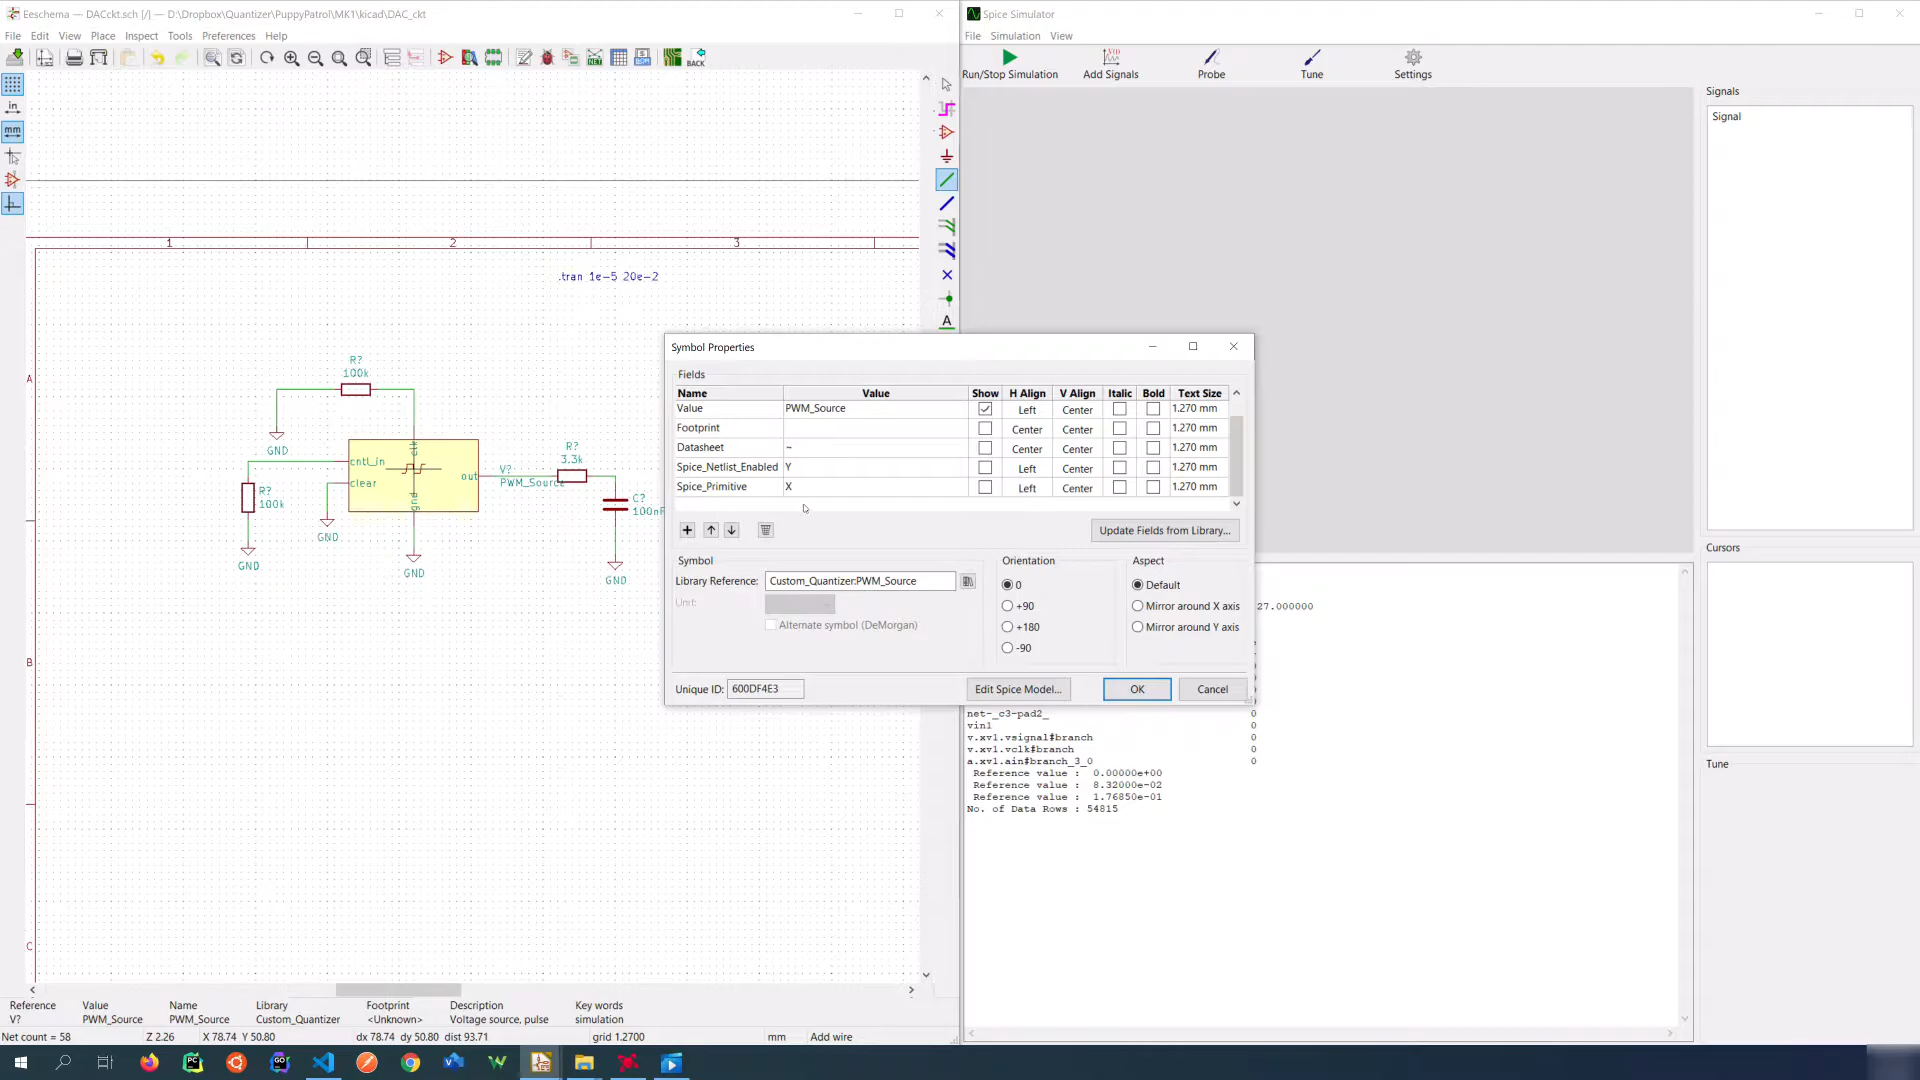 Eeschema — DACckt.sch [/] — D:\Dropbox\Quantizer\PuppyPatrol\MK1\kicad\DAC_ckt
File Edit View Place Inspect Tools Preferences Help
BACK
in
mm
A
1 2 3
A
B
C
.tran 1e-5 20e-2
R?
100k
GND
cntl_in
clear
clk
gnd
out
V?
PWM_Source
R?
3.3k
C?
100nF
R?
100k
GND
GND
GND
GND
Reference Value Name Library Footprint Description Key words
V? PWM_Source PWM_Source Custom_Quantizer <Unknown> Voltage source, pulse simulation
Net count = 58 Z 2.26 X 78.74 Y 50.80 dx 78.74 dy 50.80 dist 93.71 grid 1.2700 mm Add wire
Spice Simulator
File Simulation View
Run/Stop Simulation Add Signals Probe Tune Settings
Signals
Signal
Cursors
Tune
Symbol Properties
Fields
Name Value Show H Align V Align Italic Bold Text Size
Value PWM_Source Left Center 1.270 mm
Footprint Center Center 1.270 mm
Datasheet ~ Center Center 1.270 mm
Spice_Netlist_Enabled Y Left Center 1.270 mm
Spice_Primitive X Left Center 1.270 mm
Update Fields from Library...
Symbol
Library Reference: Custom_Quantizer:PWM_Source
Unit:
Alternate symbol (DeMorgan)
Orientation
0
+90
+180
-90
Aspect
Default
Mirror around X axis
Mirror around Y axis
Unique ID: 600DF4E3
Edit Spice Model... OK Cancel
27.000000
net-_c3-pad2_ 0
vin1 0
v.xv1.vsignal#branch 0
v.xv1.vclk#branch 0
a.xv1.ain#branch_3_0 0
Reference value : 0.00000e+00
Reference value : 8.32000e-02
Reference value : 1.76850e-01
No. of Data Rows : 54815